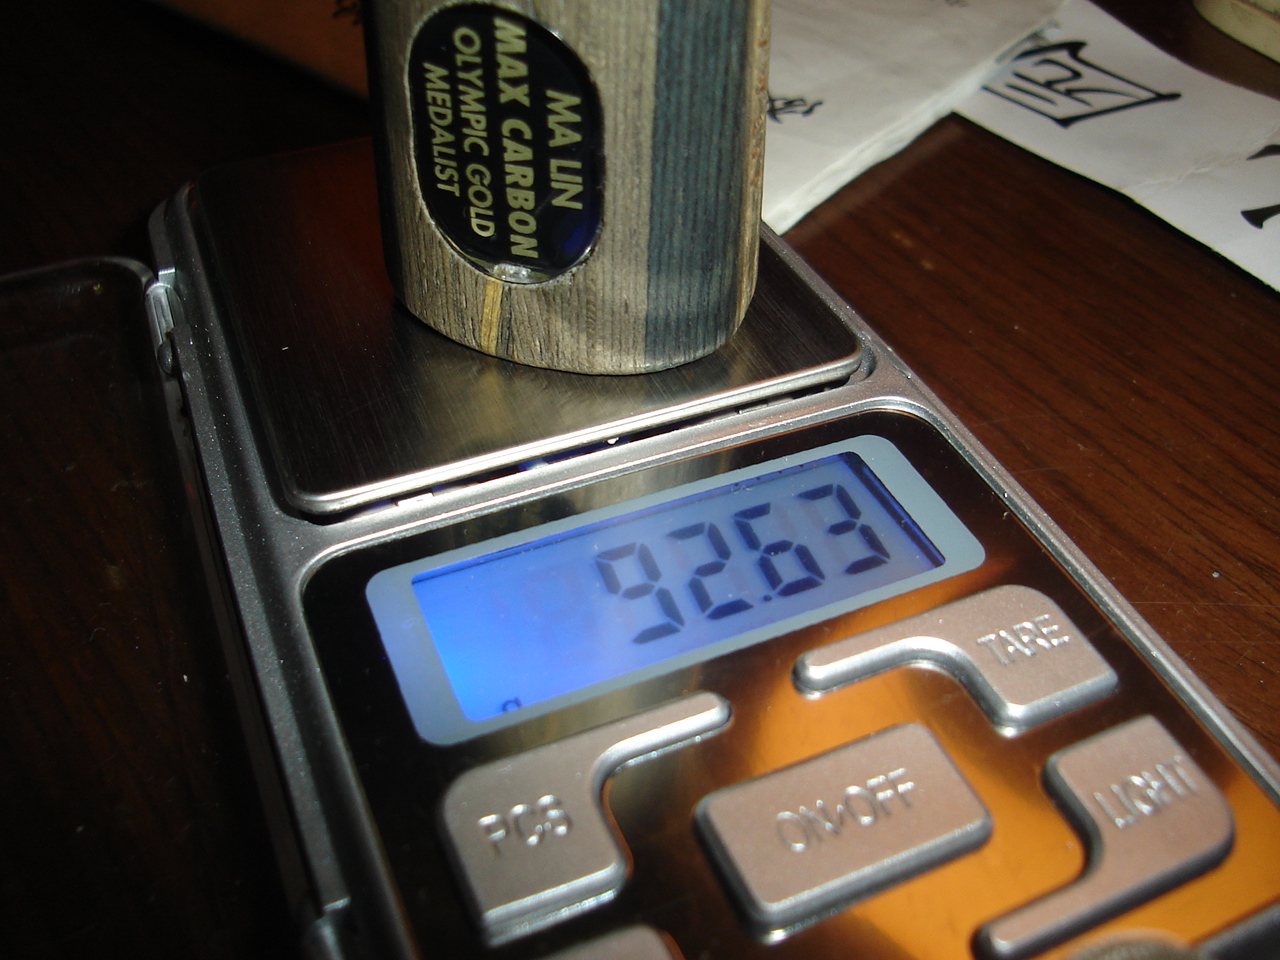 MA LIN
MAX CARBON
OLYMPIC GOLD
MEDALIST
92.63
g
TARE
PCS
ON/OFF
LIGHT